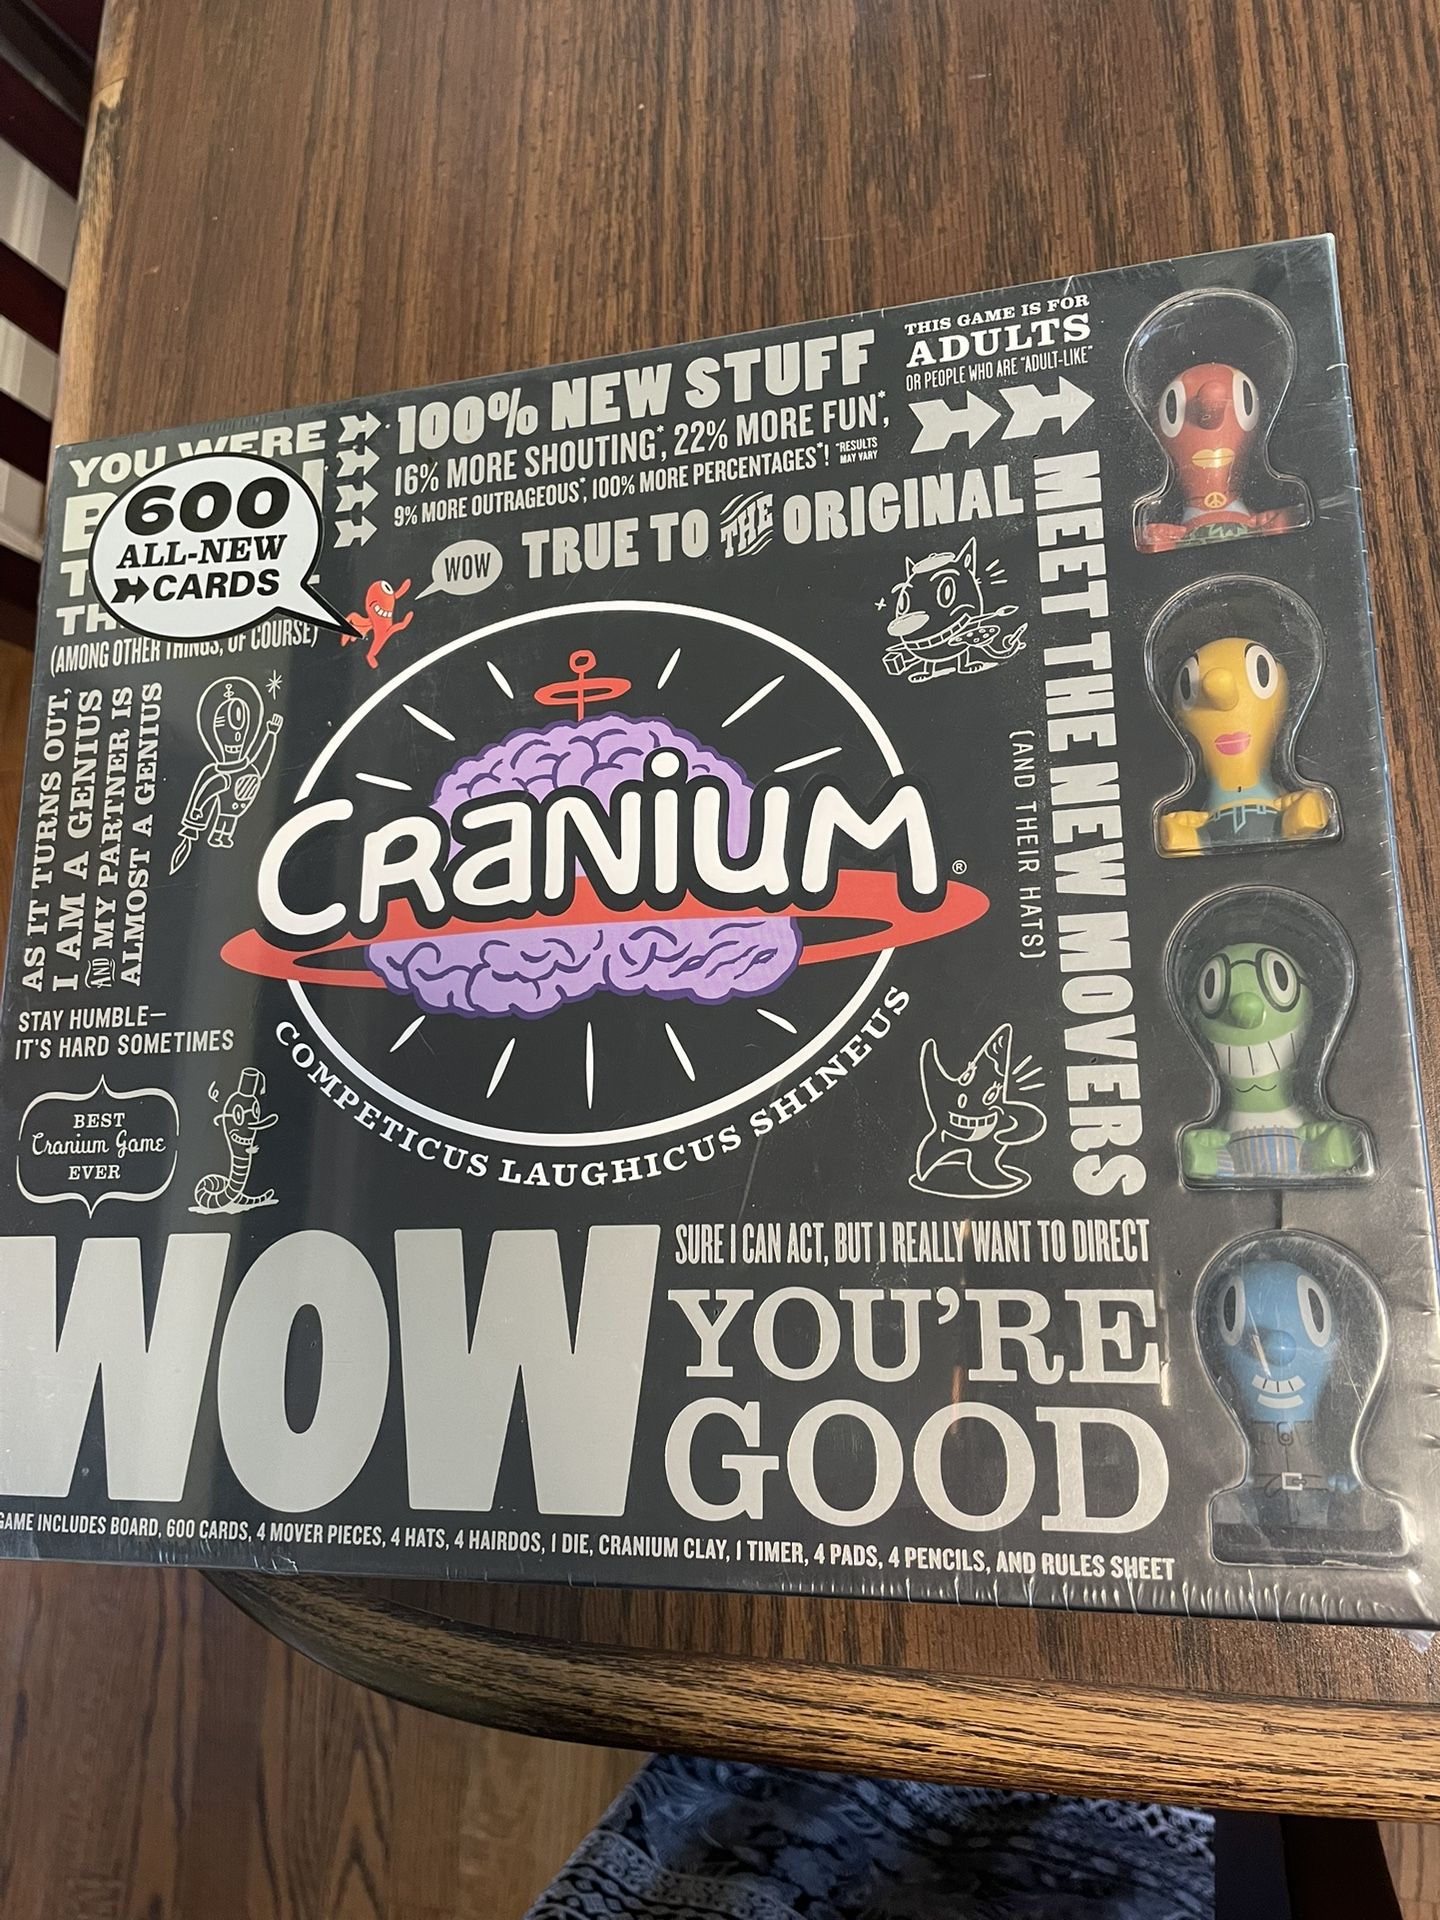 YOU WERE
600
ALL-NEW
CARDS
(AMONG OTHER THINGS, OF COURSE)
100% NEW STUFF
16% MORE SHOUTING*, 22% MORE FUN*,
9% MORE OUTRAGEOUS*, 100% MORE PERCENTAGES*!
*RESULTS
MAY VARY
THIS GAME IS FOR
ADULTS
OR PEOPLE WHO ARE "ADULT-LIKE"
WOW
TRUE TO THE ORIGINAL
MEET THE NEW MOVERS
(AND THEIR HATS)
AS IT TURNS OUT,
I AM A GENIUS
AND MY PARTNER IS
ALMOST A GENIUS
CRANIUM®
COMPETICUS LAUGHICUS SHINEUS
STAY HUMBLE—
IT'S HARD SOMETIMES
BEST
Cranium Game
EVER
WOW
SURE I CAN ACT, BUT I REALLY WANT TO DIRECT
YOU'RE
GOOD
GAME INCLUDES BOARD, 600 CARDS, 4 MOVER PIECES, 4 HATS, 4 HAIRDOS, 1 DIE, CRANIUM CLAY, 1 TIMER, 4 PADS, 4 PENCILS, AND RULES SHEET